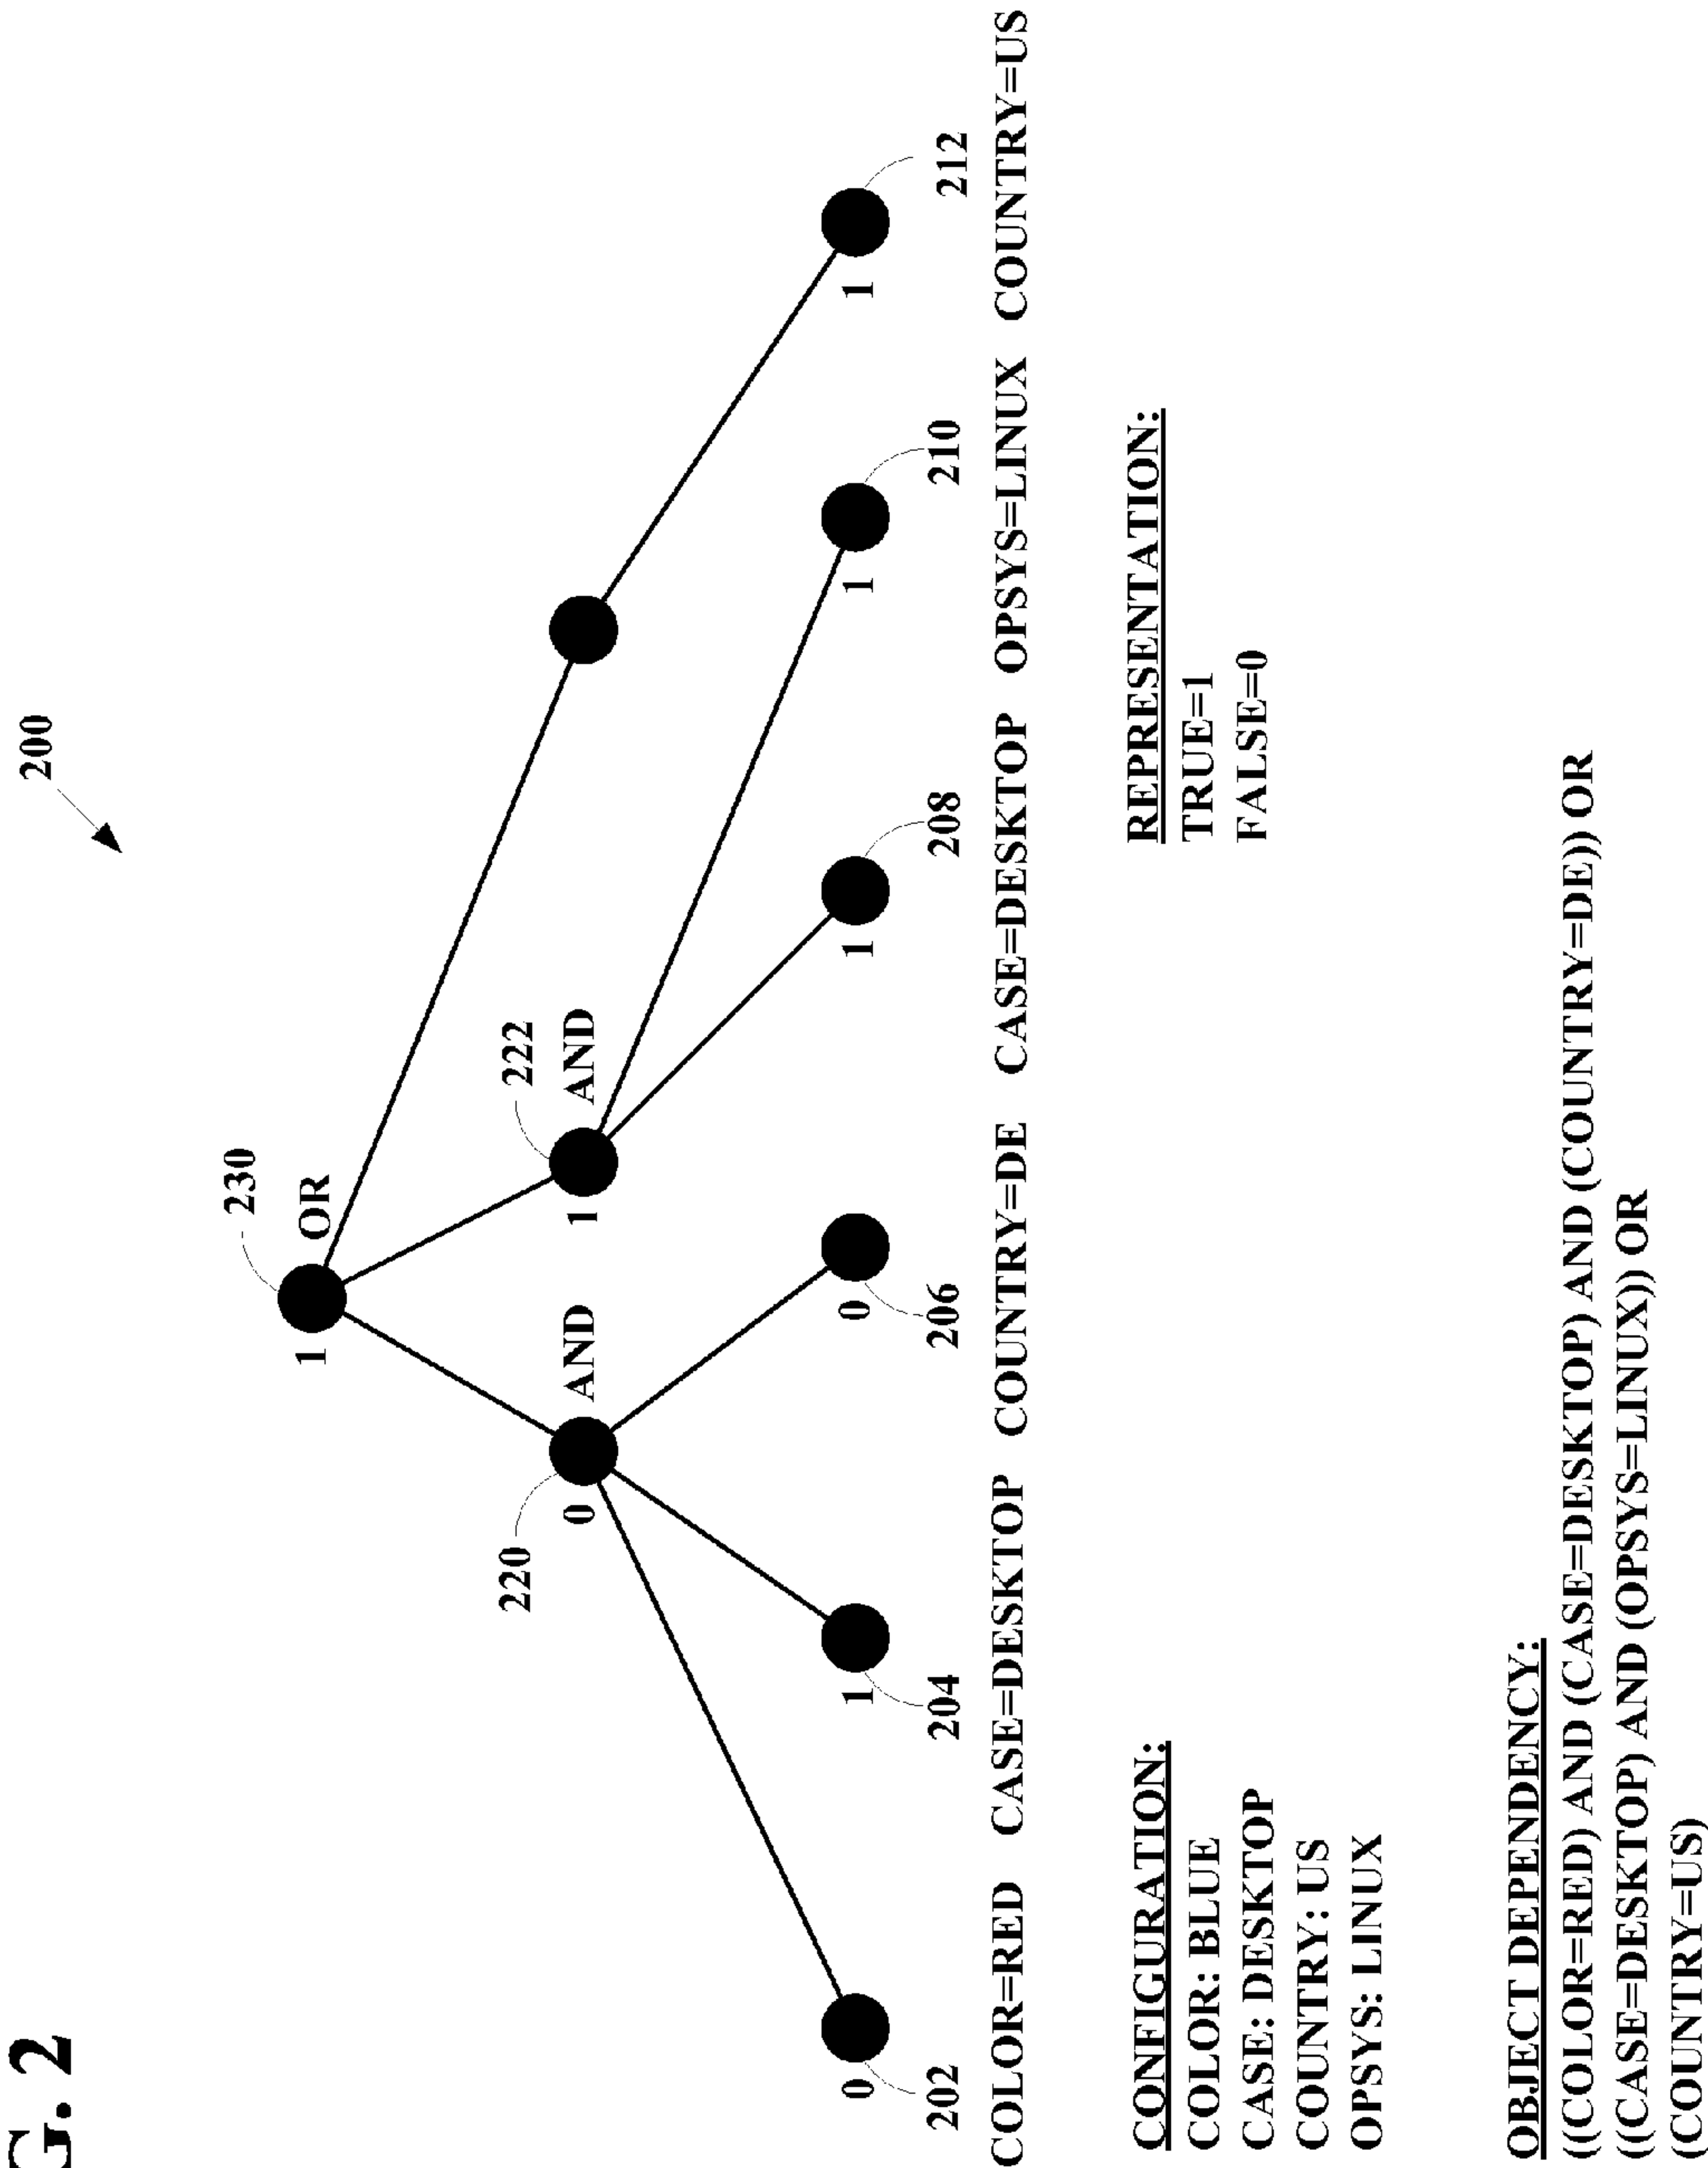 G. 2
200
230
1 OR
220
222
0 AND
1 AND
0
1
0
1
1
1
202
204
206
208
210
212
COLOR=RED CASE=DESKTOP COUNTRY=DE CASE=DESKTOP OPSYS=LINUX COUNTRY=US
CONFIGURATION:
COLOR: BLUE
CASE: DESKTOP
COUNTRY: US
OPSYS: LINUX
REPRESENTATION:
TRUE=1
FALSE=0
OBJECT DEPENDENCY:
(((COLOR=RED) AND (CASE=DESKTOP) AND (COUNTRY=DE)) OR
(((CASE=DESKTOP) AND (OPSYS=LINUX)) OR
(COUNTRY=US)